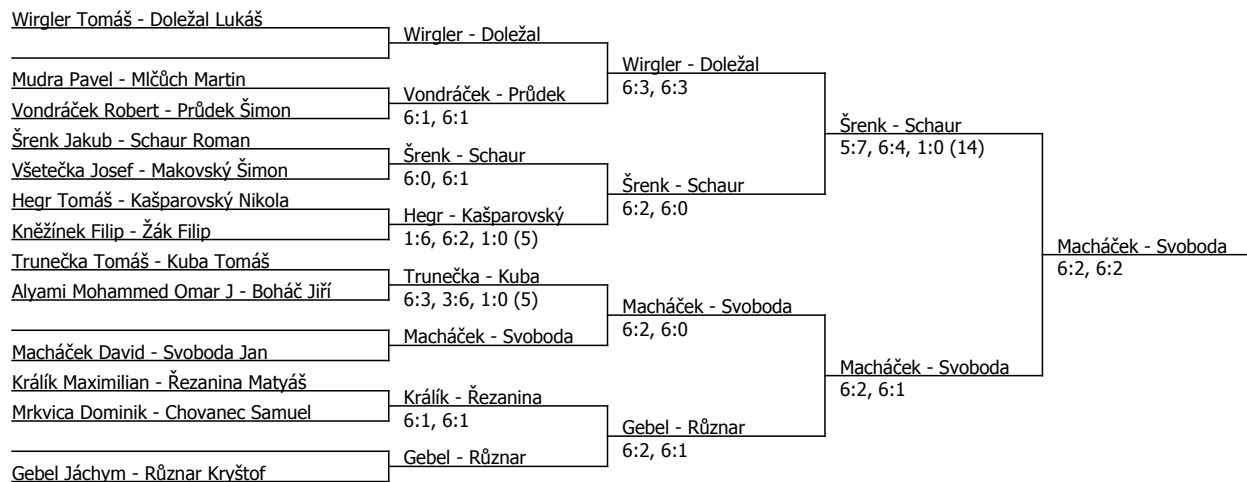 Wirgler Tomáš - Doležal Lukáš
Mudra Pavel - Mlčůch Martin
Vondráček Robert - Průdek Šimon
Šrenk Jakub - Schaur Roman
Všetečka Josef - Makovský Šimon
Hegr Tomáš - Kašparovský Nikola
Kněžínek Filip - Žák Filip
Trunečka Tomáš - Kuba Tomáš
Alyami Mohammed Omar J - Boháč Jiří
Macháček David - Svoboda Jan
Králík Maximilian - Řezanina Matyáš
Mrkvica Dominik - Chovanec Samuel
Gebel Jáchym - Různar Kryštof
Wirgler - Doležal
Vondráček - Průdek
6:1, 6:1
Šrenk - Schaur
6:0, 6:1
Hegr - Kašparovský
1:6, 6:2, 1:0 (5)
Trunečka - Kuba
6:3, 3:6, 1:0 (5)
Macháček - Svoboda
Králík - Řezanina
6:1, 6:1
Gebel - Různar
Wirgler - Doležal
6:3, 6:3
Šrenk - Schaur
6:2, 6:0
Macháček - Svoboda
6:2, 6:0
Gebel - Různar
6:2, 6:1
Šrenk - Schaur
5:7, 6:4, 1:0 (14)
Macháček - Svoboda
6:2, 6:1
Macháček - Svoboda
6:2, 6:2